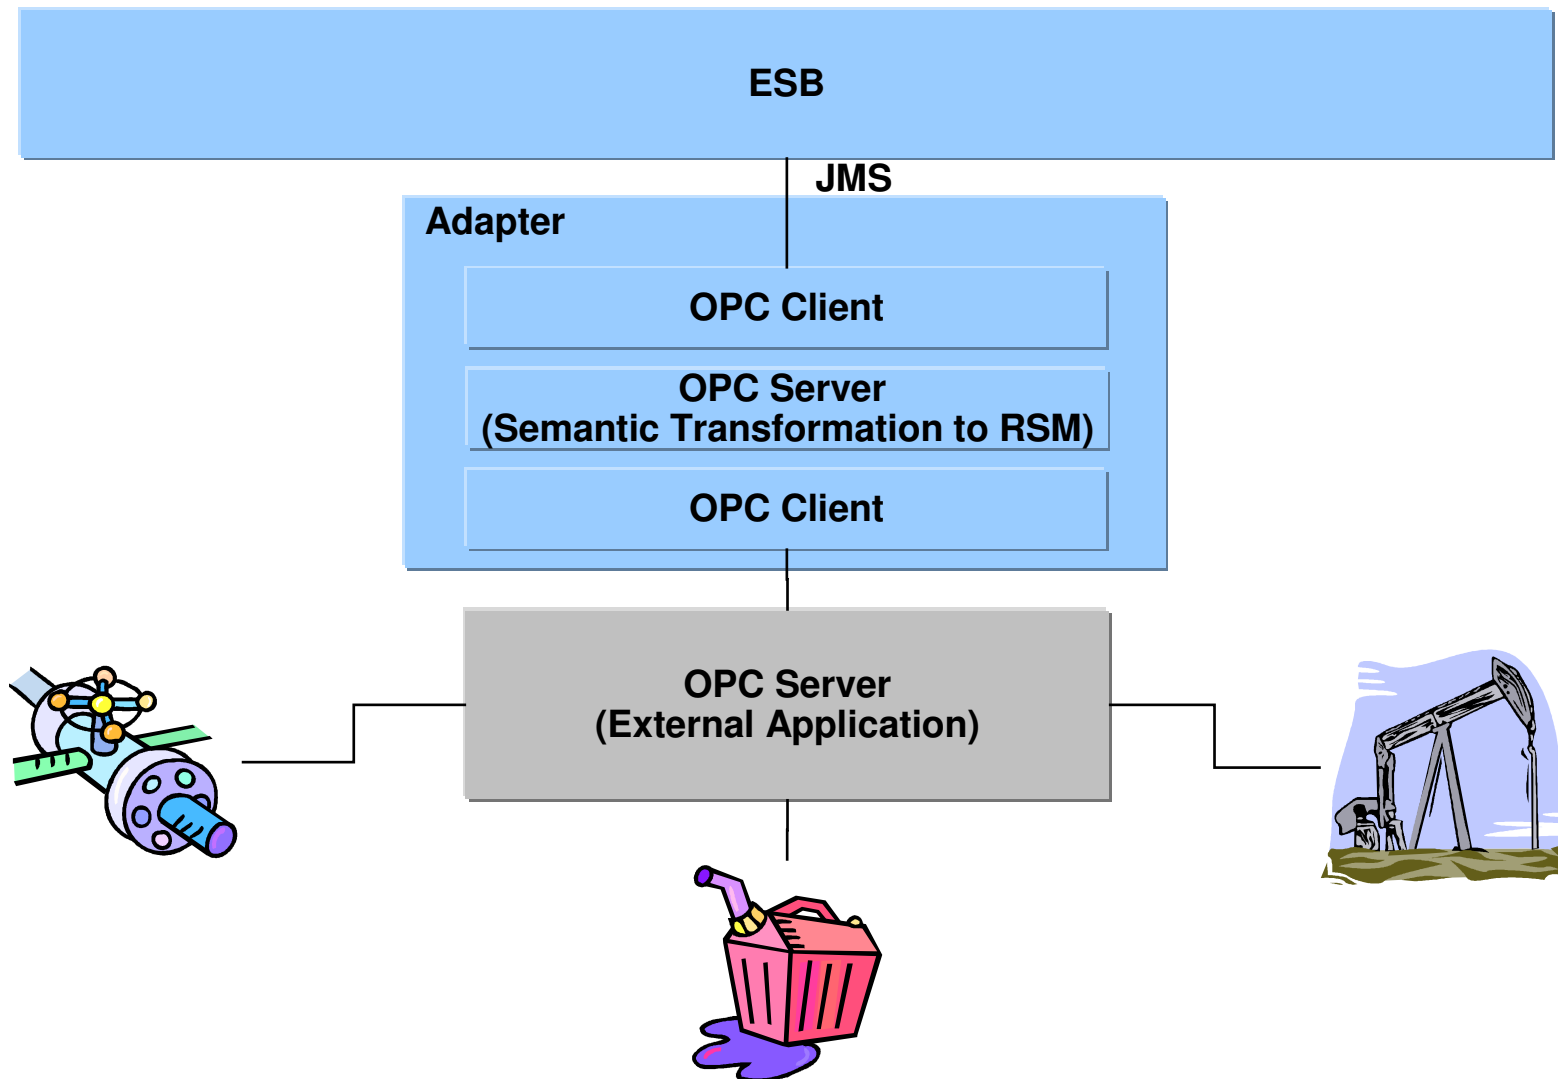 ESB
JMS
Adapter
OPC Client
OPC Server
(Semantic Transformation to RSM)
OPC Client
OPC Server
(External Application)